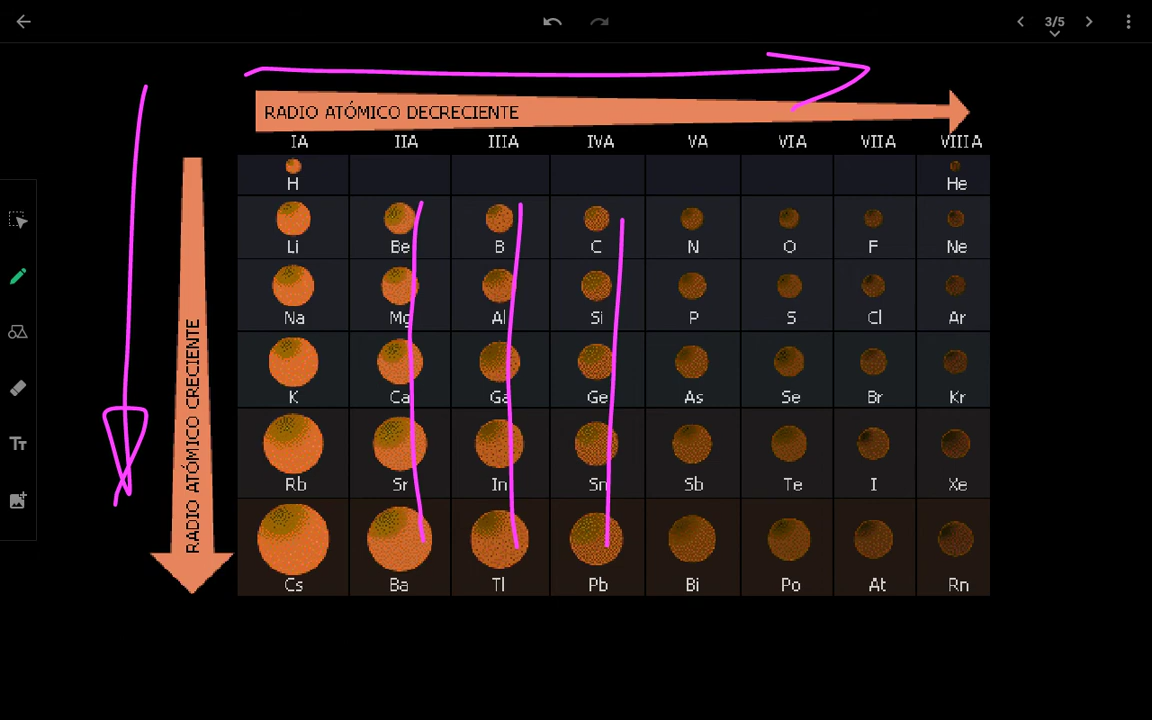 3/5
RADIO ATÓMICO DECRECIENTE
IA IIA IIIA IVA VA VIA VIIA VIIIA
RADIO ATÓMICO CRECIENTE
H He
Li Be B C N O F Ne
Na Mg Al Si P S Cl Ar
K Ca Ga Ge As Se Br Kr
Rb Sr In Sn Sb Te I Xe
Cs Ba Tl Pb Bi Po At Rn
Tт